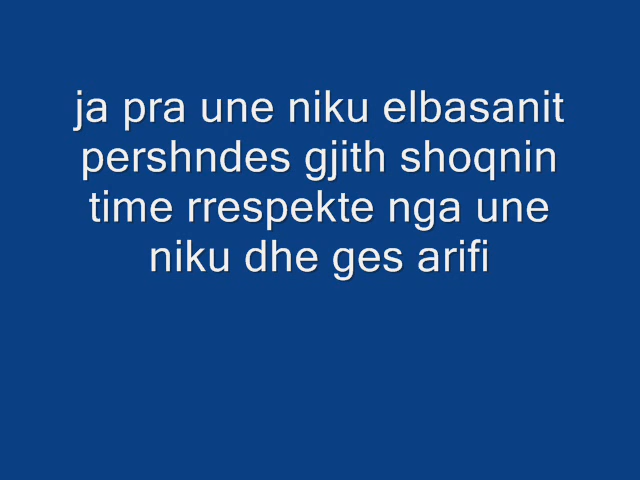 ja pra une niku elbasanit
pershndes gjith shoqnin
time rrespekte nga une
niku dhe ges arifi